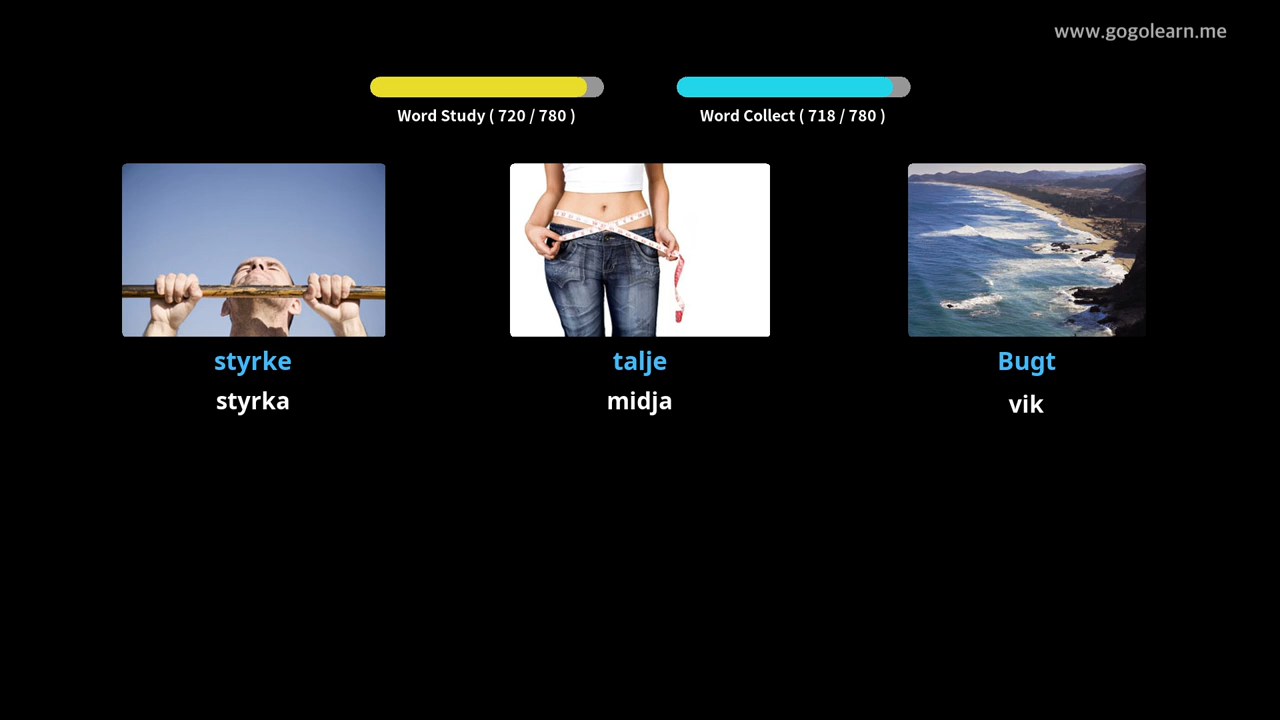 www.gogolearn.me
Word Study ( 720 / 780 )
Word Collect ( 718 / 780 )
styrke
talje
Bugt
styrka
midja
vik